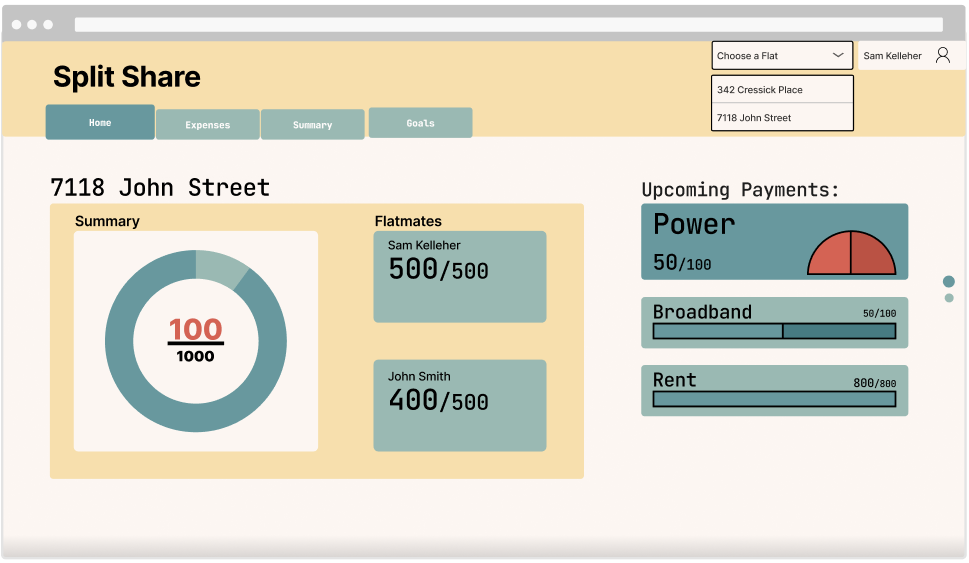 Choose a Flat
Sam Kelleher
Split Share
342 Cressick Place
7118 John Street
Home
Expenses
Summary
Goals
7118 John Street
Upcoming Payments:
Summary
Flatmates
Sam Kelleher
500/500
100
1000
John Smith
400/500
Power
50/100
Broadband
50/100
Rent
800/800